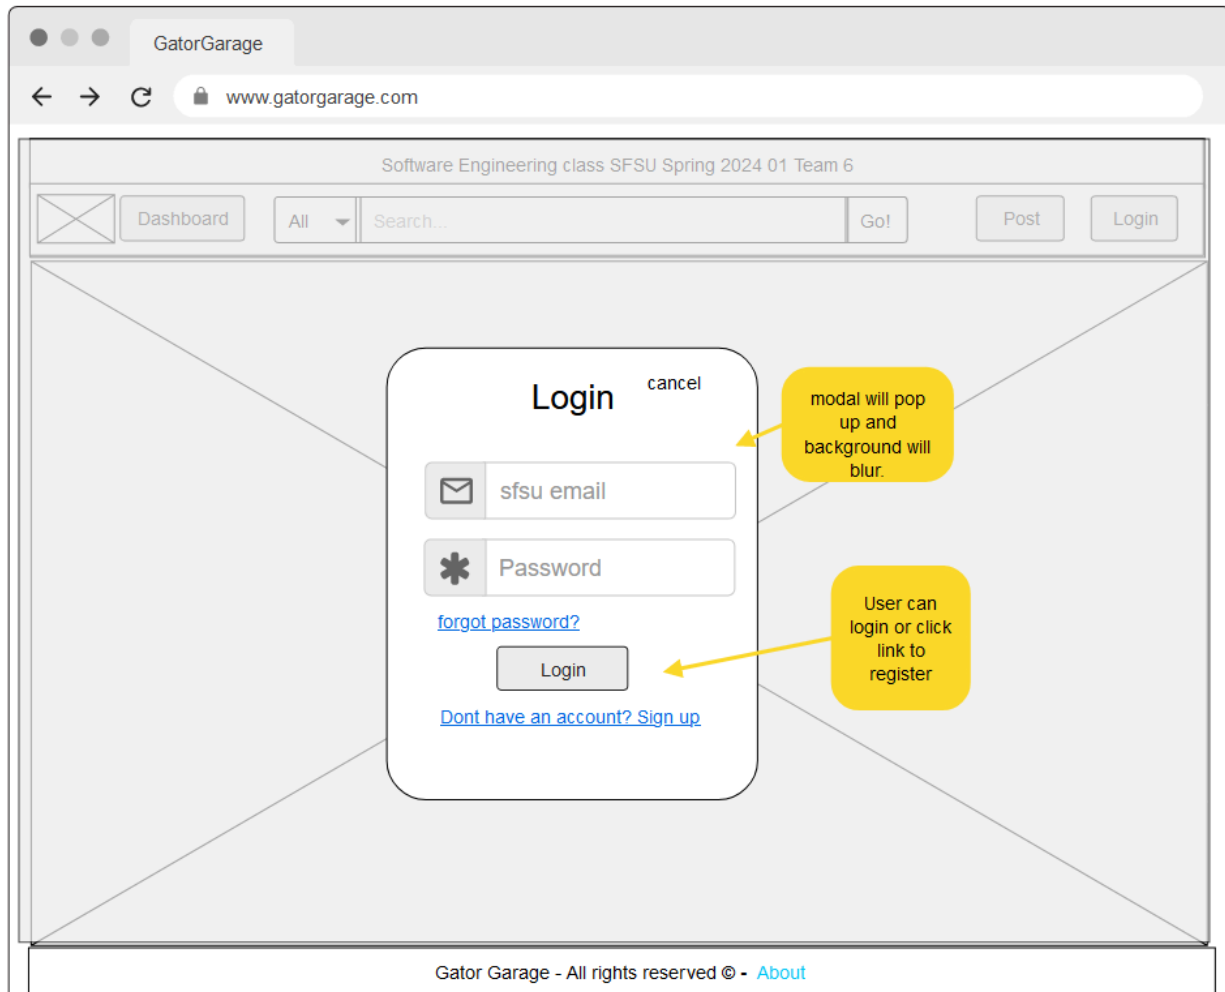 GatorGarage
www.gatorgarage.com
Software Engineering class SFSU Spring 2024 01 Team 6
Dashboard
All
Search...
Go!
Post
Login
Login
cancel
modal will pop
up and
background will
blur.
sfsu email
Password
forgot password?
User can
login or click
link to
register
Login
Dont have an account? Sign up
Gator Garage - All rights reserved © - About